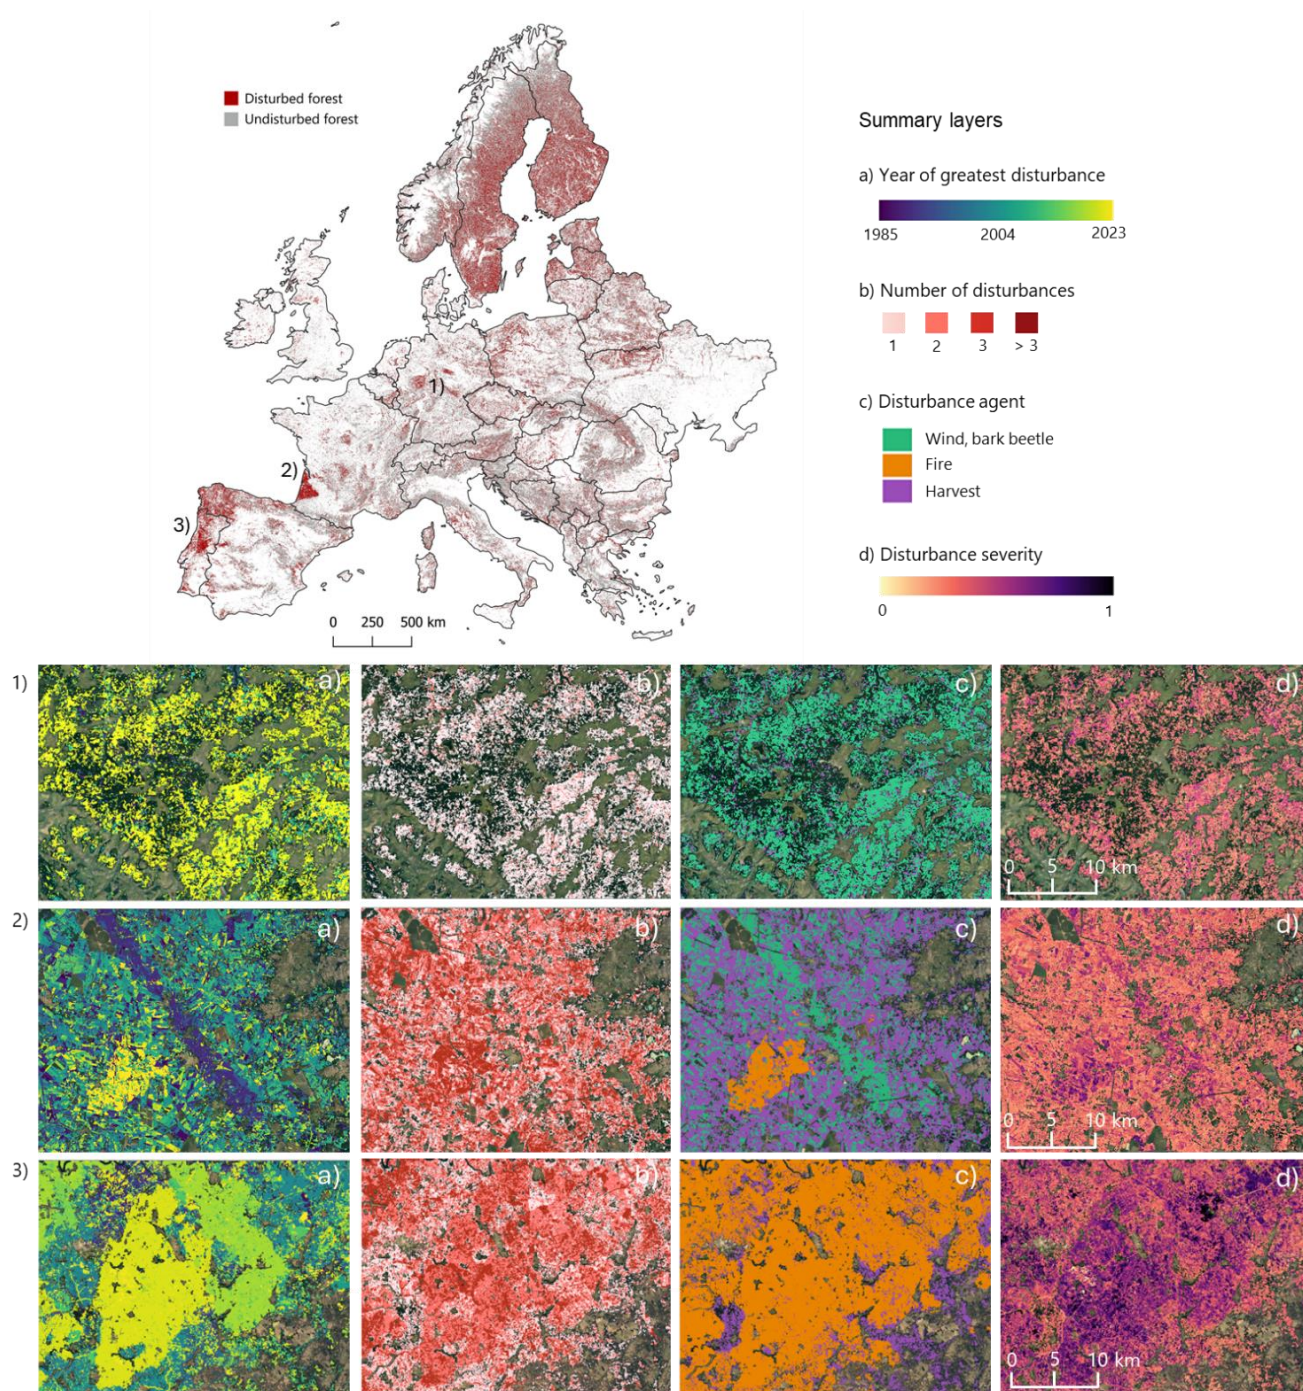 Disturbed forest
Undisturbed forest
1)
2)
3)
0 250 500 km
Summary layers
a) Year of greatest disturbance
1985 2004 2023
b) Number of disturbances
1 2 3 > 3
c) Disturbance agent
Wind, bark beetle
Fire
Harvest
d) Disturbance severity
0 1
1) a) b) c) d)
0 5 10 km
2) a) b) c) d)
0 5 10 km
3) a) b) c) d)
0 5 10 km